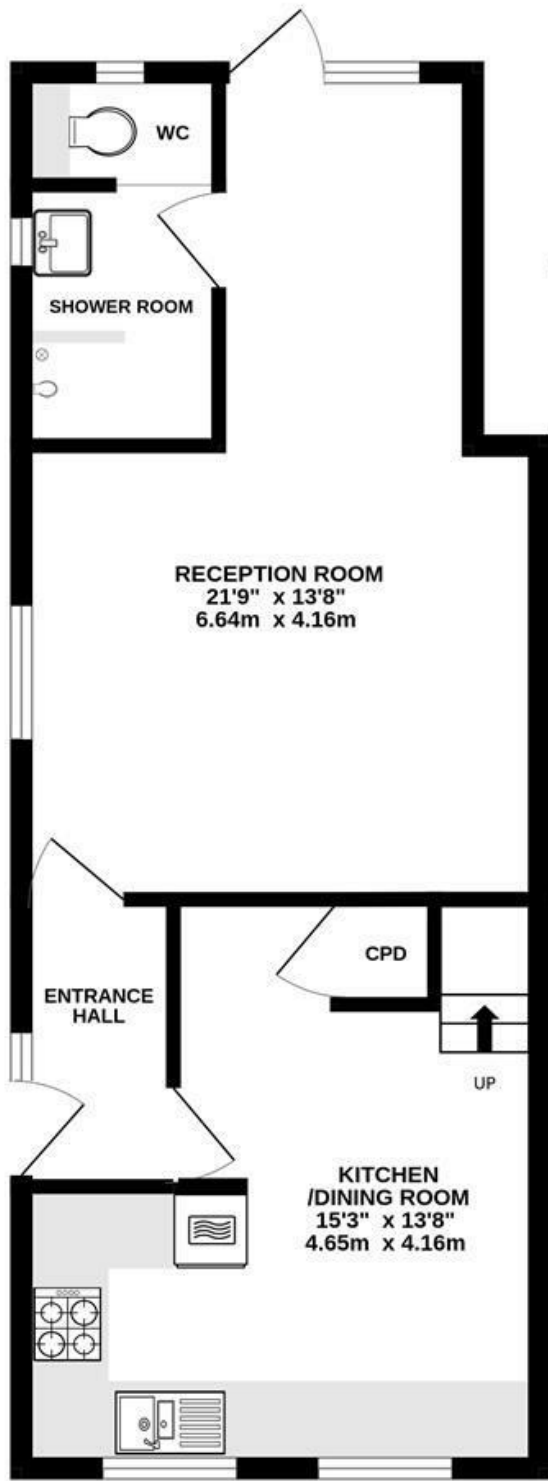 WC
SHOWER ROOM
RECEPTION ROOM
21'9" x 13'8"
6.64m x 4.16m
ENTRANCE
HALL
CPD
UP
KITCHEN
/DINING ROOM
15'3" x 13'8"
4.65m x 4.16m